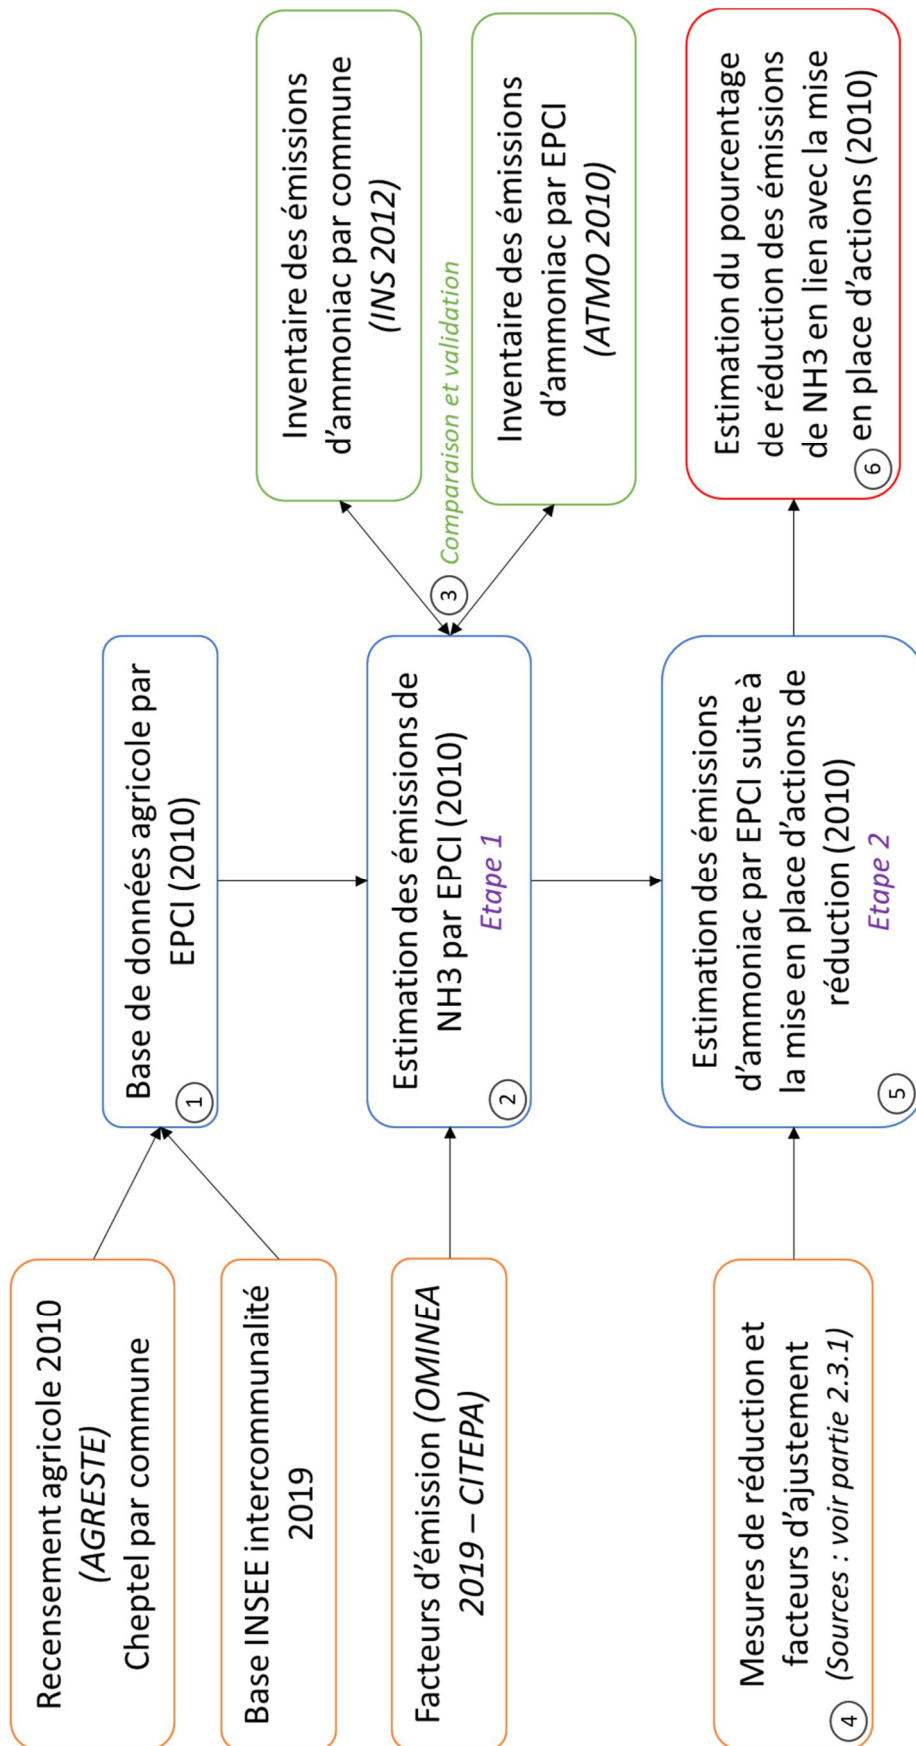 Recensement agricole 2010
(AGRESTE)
Cheptel par commune
Base INSEE intercommunalité
2019
Facteurs d'émission (OMINEA
2019 – CITEPA)
Mesures de réduction et
facteurs d'ajustement
(Sources : voir partie 2.3.1)
4
Base de données agricole par
EPCI (2010)
1
Estimation des émissions de
NH3 par EPCI (2010)
Etape 1
2
Estimation des émissions
d'ammoniac par EPCI suite à
la mise en place d'actions de
réduction (2010)
Etape 2
5
Inventaire des émissions
d'ammoniac par commune
(INS 2012)
3
Comparaison et validation
Inventaire des émissions
d'ammoniac par EPCI
(ATMO 2010)
Estimation du pourcentage
de réduction des émissions
de NH3 en lien avec la mise
en place d'actions (2010)
6